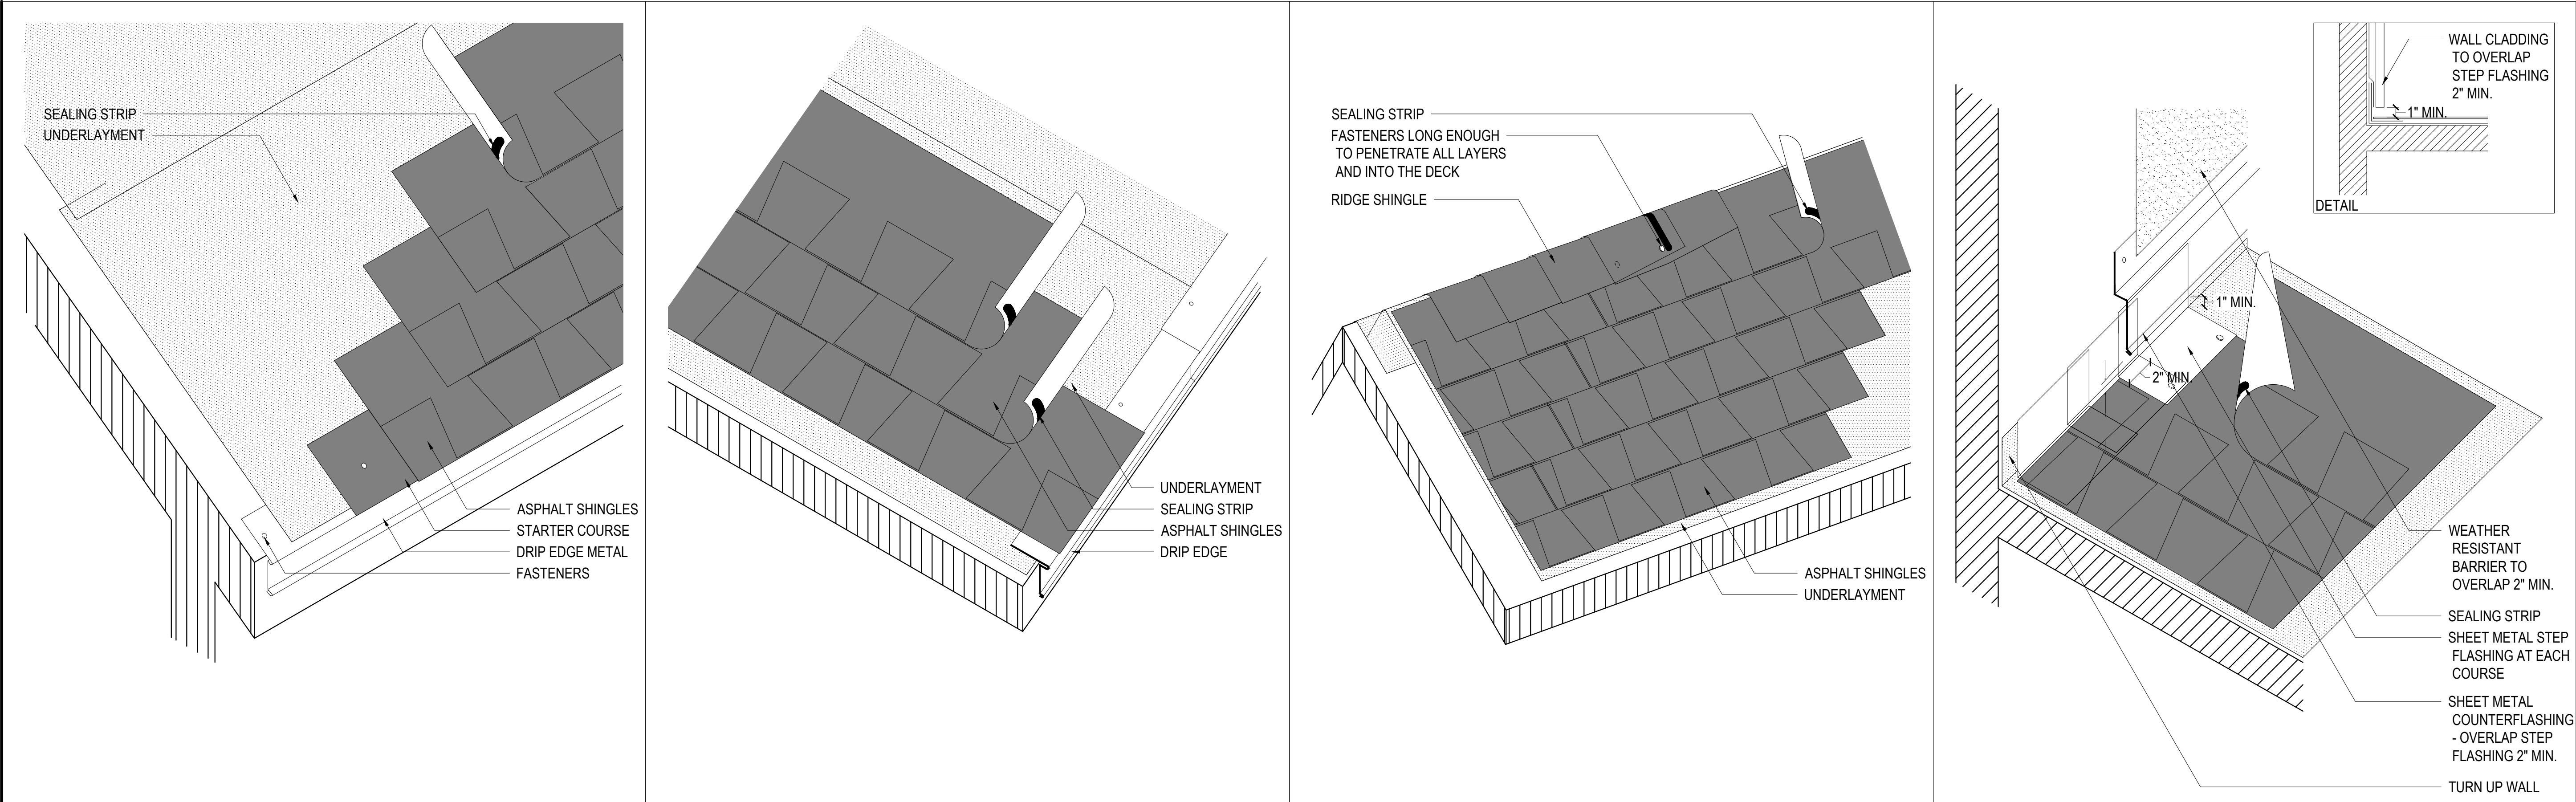 SEALING STRIP
UNDERLAYMENT
ASPHALT SHINGLES
STARTER COURSE
DRIP EDGE METAL
FASTENERS
UNDERLAYMENT
SEALING STRIP
ASPHALT SHINGLES
DRIP EDGE
SEALING STRIP
FASTENERS LONG ENOUGH
TO PENETRATE ALL LAYERS
AND INTO THE DECK
RIDGE SHINGLE
ASPHALT SHINGLES
UNDERLAYMENT
WALL CLADDING
TO OVERLAP
STEP FLASHING
2" MIN.
1" MIN.
DETAIL
1" MIN.
2" MIN.
WEATHER
RESISTANT
BARRIER TO
OVERLAP 2" MIN.
SEALING STRIP
SHEET METAL STEP
FLASHING AT EACH
COURSE
SHEET METAL
COUNTERFLASHING
- OVERLAP STEP
FLASHING 2" MIN.
TURN UP WALL